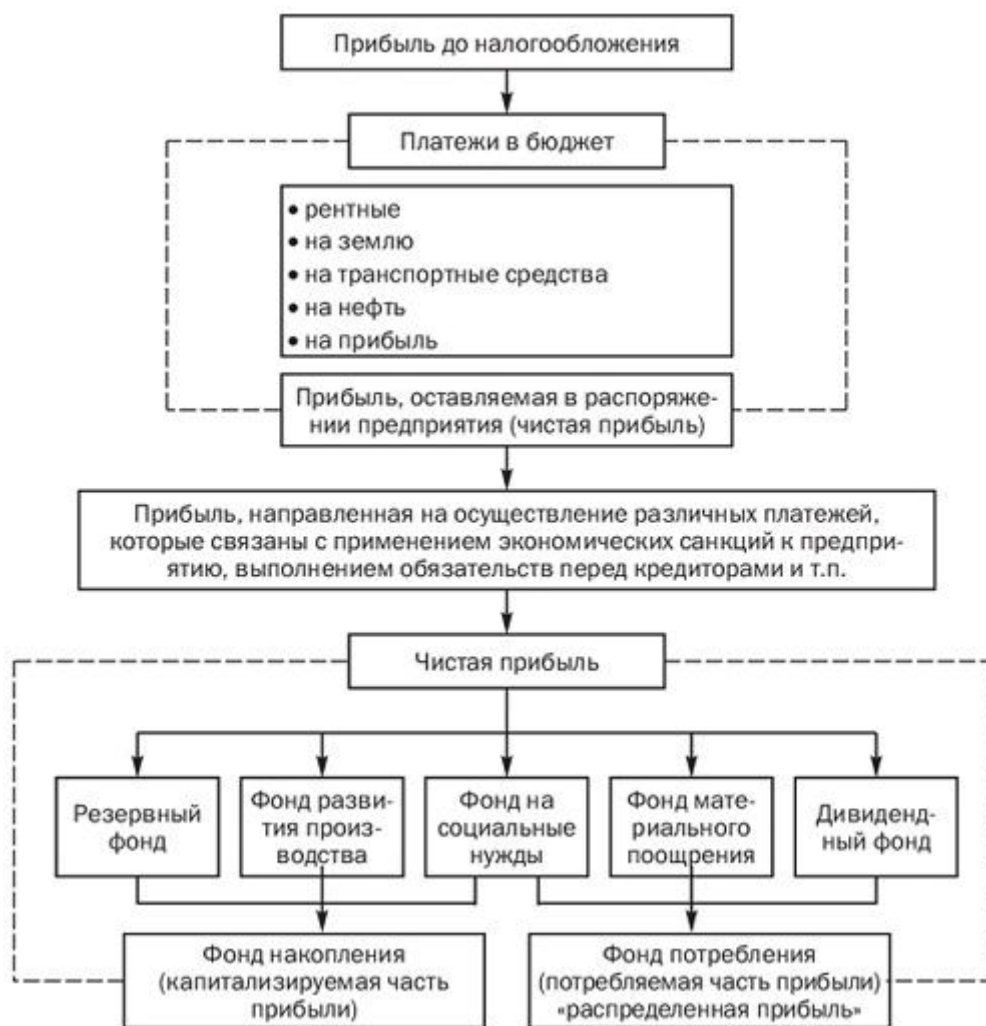 Прибыль до налогообложения
Платежи в бюджет
• рентные
• на землю
• на транспортные средства
• на нефть
• на прибыль
Прибыль, оставляемая в распоряже-
нии предприятия (чистая прибыль)
Прибыль, направленная на осуществление различных платежей,
которые связаны с применением экономических санкций к предпри-
ятию, выполнением обязательств перед кредиторами и т.п.
Чистая прибыль
Резервный
фонд
Фонд разви-
тия произ-
водства
Фонд на
социальные
нужды
Фонд мате-
риального
поощрения
Дивиденд-
ный фонд
Фонд накопления
(капитализируемая часть
прибыли)
Фонд потребления
(потребляемая часть прибыли)
«распределенная прибыль»